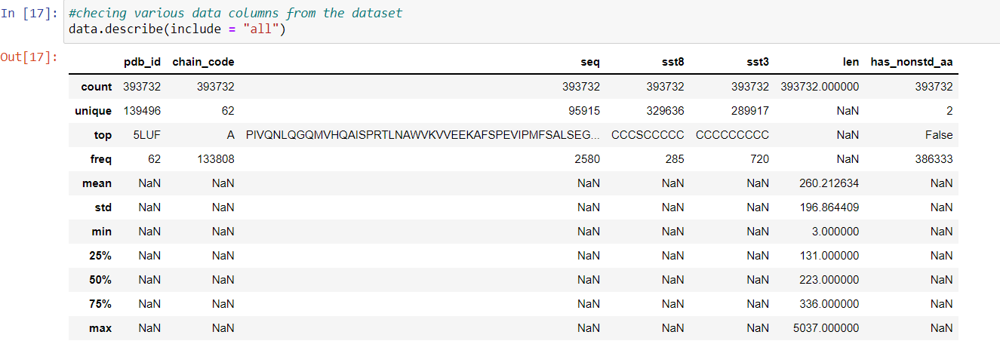 In [17]: #checing various data columns from the dataset
data.describe(include = "all")
Out[17]:
pdb_id chain_code seq sst8 sst3 len has_nonstd_aa
count 393732 393732 393732 393732 393732 393732.000000 393732
unique 139496 62 95915 329636 289917 NaN 2
top 5LUF A PIVQNLQGQMVHQAISPRTLNAWVKVVEEKAFSPEVIPMFSALSEG... CCCSCCCCC CCCCCCCCC NaN False
freq 62 133808 2580 285 720 NaN 386333
mean NaN NaN NaN NaN NaN 260.212634 NaN
std NaN NaN NaN NaN NaN 196.864409 NaN
min NaN NaN NaN NaN NaN 3.000000 NaN
25% NaN NaN NaN NaN NaN 131.000000 NaN
50% NaN NaN NaN NaN NaN 223.000000 NaN
75% NaN NaN NaN NaN NaN 336.000000 NaN
max NaN NaN NaN NaN NaN 5037.000000 NaN